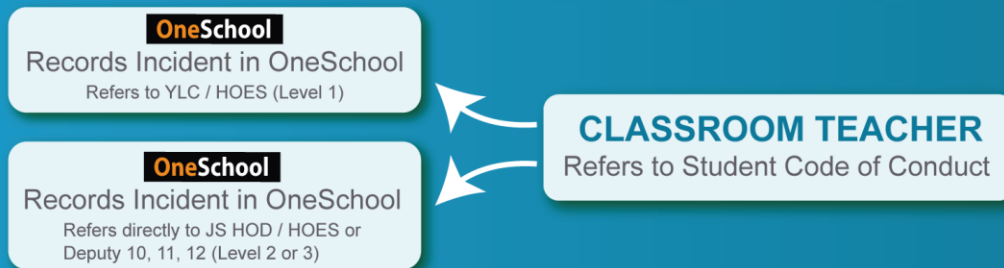 OneSchool
Records Incident in OneSchool
Refers to YLC / HOES (Level 1)
OneSchool
Records Incident in OneSchool
Refers directly to JS HOD / HOES or
Deputy 10, 11, 12 (Level 2 or 3)
CLASSROOM TEACHER
Refers to Student Code of Conduct